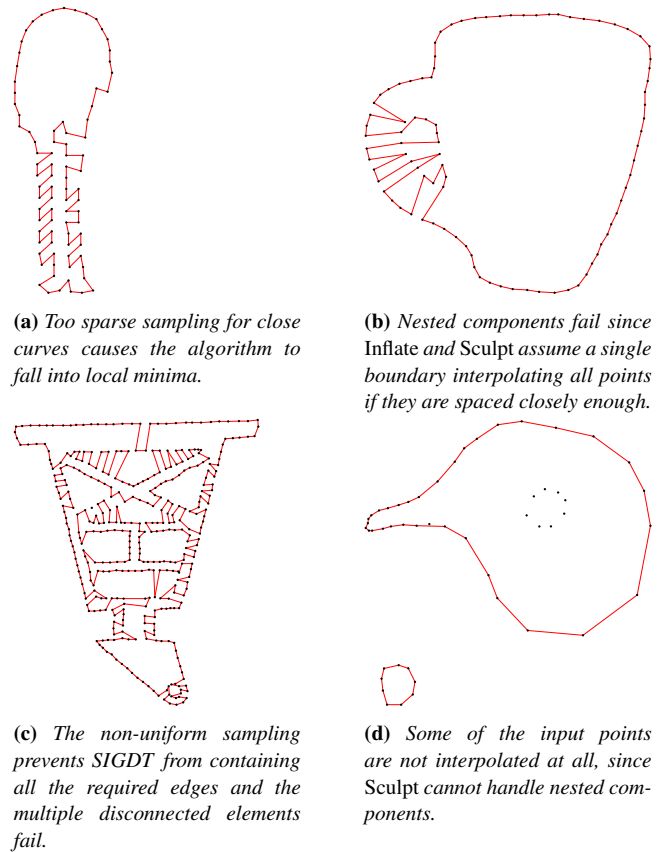 (a) Too sparse sampling for close
curves causes the algorithm to
fall into local minima.
(b) Nested components fail since
Inflate and Sculpt assume a single
boundary interpolating all points
if they are spaced closely enough.
(c) The non-uniform sampling
prevents SIGDT from containing
all the required edges and the
multiple disconnected elements
fail.
(d) Some of the input points
are not interpolated at all, since
Sculpt cannot handle nested com-
ponents.